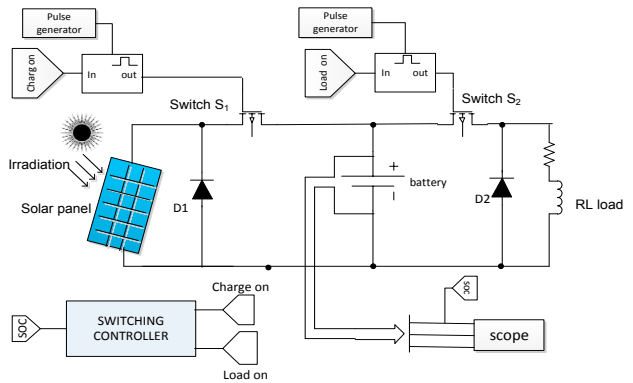 Pulse
generator
Pulse
generator
Charg on
In
out
Load on
In
out
Switch S₁
Switch S₂
Irradiation
Solar panel
D1
+
battery
−
D2
RL load
Charge on
SOC
SWITCHING
CONTROLLER
Load on
soc
scope